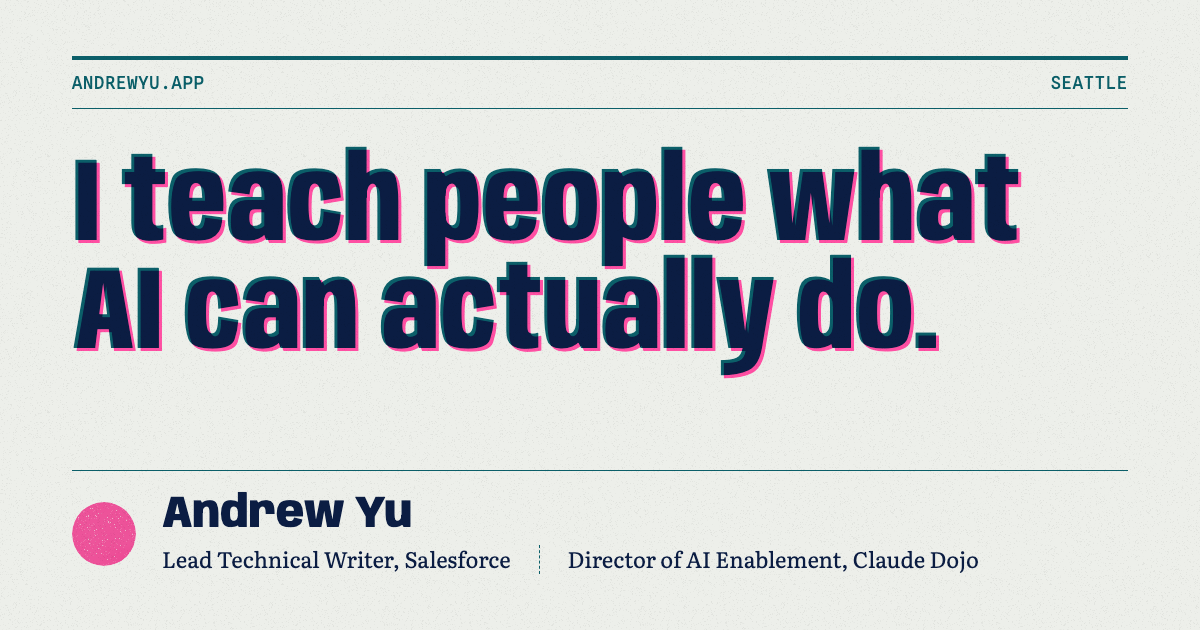 ANDREWYU.APP
SEATTLE
I teach people what
AI can actually do.
Andrew Yu
Lead Technical Writer, Salesforce
Director of AI Enablement, Claude Dojo